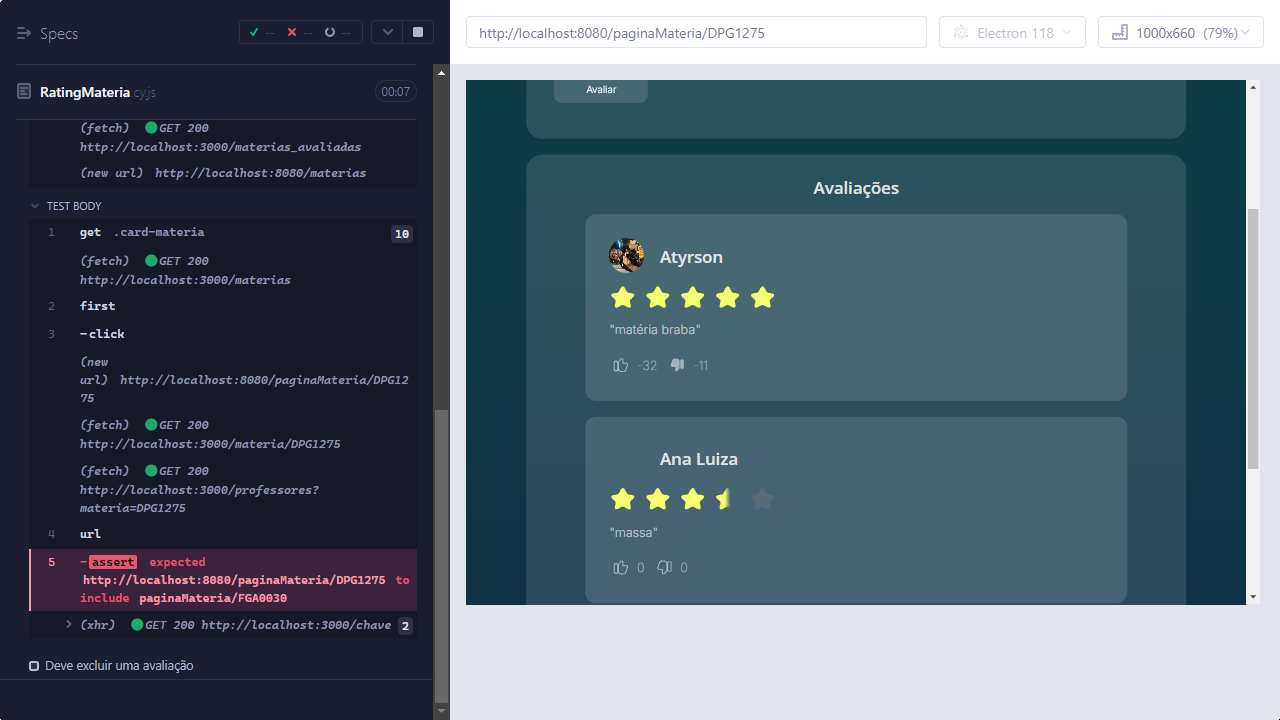 Specs
-- -- --
RatingMateria.cy.js 00:07
(fetch) GET 200
http://localhost:3000/materias_avaliadas
(new url) http://localhost:8080/materias
TEST BODY
1 get .card-materia 10
(fetch) GET 200
http://localhost:3000/materias
2 first
3 -click
(new
url) http://localhost:8080/paginaMateria/DPG12
75
(fetch) GET 200
http://localhost:3000/materia/DPG1275
(fetch) GET 200
http://localhost:3000/professores?
materia=DPG1275
4 url
5 -assert expected
http://localhost:8080/paginaMateria/DPG1275 to
include paginaMateria/FGA0030
(xhr) GET 200 http://localhost:3000/chave 2
Deve excluir uma avaliação
http://localhost:8080/paginaMateria/DPG1275
Electron 118
1000x660 (79%)
Avaliar
Avaliações
Atyrson
"matéria braba"
-32 -11
Ana Luiza
"massa"
0 0